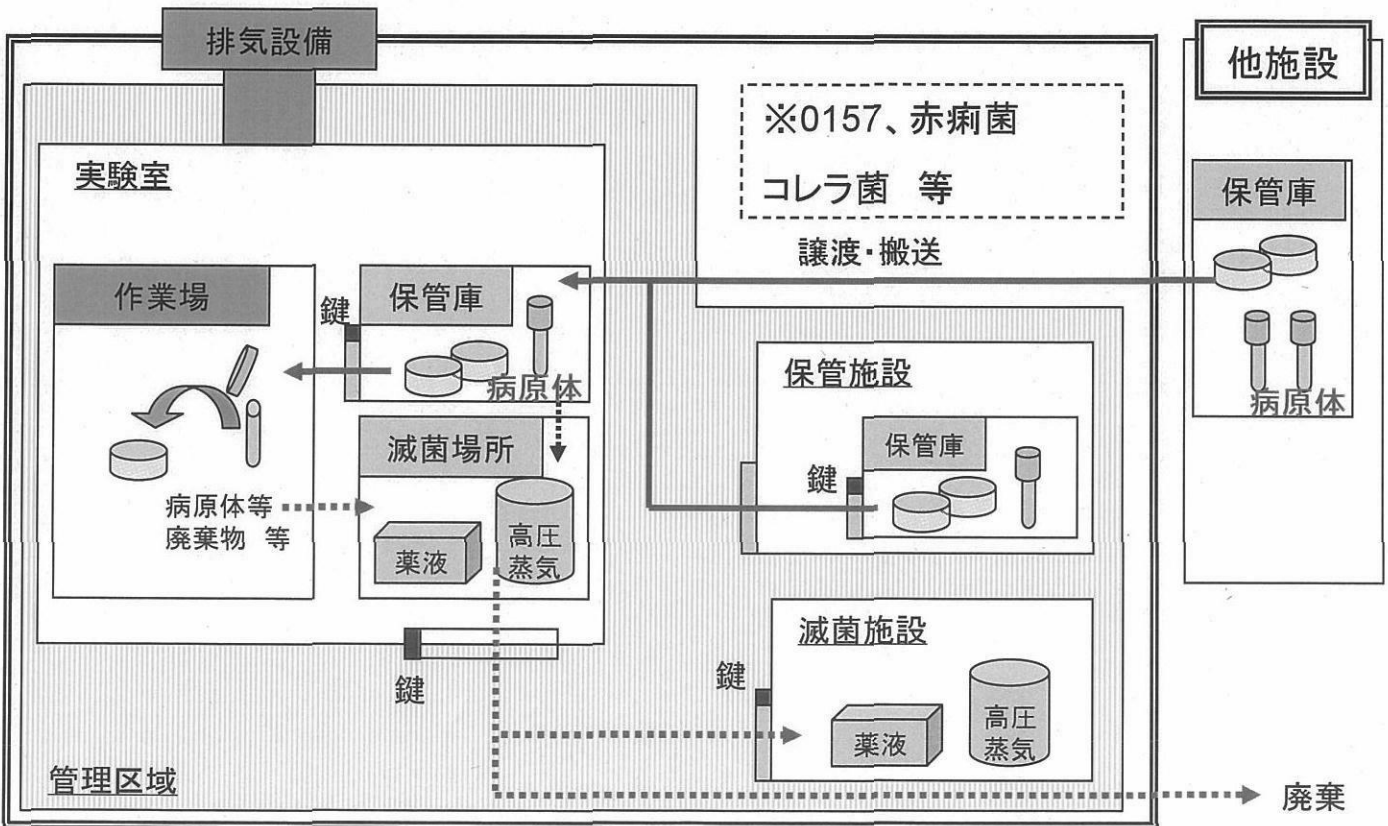 排気設備
他施設
※0157、赤痢菌
コレラ菌 等
実験室
保管庫
譲渡・搬送
作業場
鍵
保管庫
病原体
保管施設
病原体
滅菌場所
保管庫
鍵
病原体等
廃棄物 等
薬液
高圧
蒸気
滅菌施設
鍵
鍵
薬液
高圧
蒸気
管理区域
廃棄